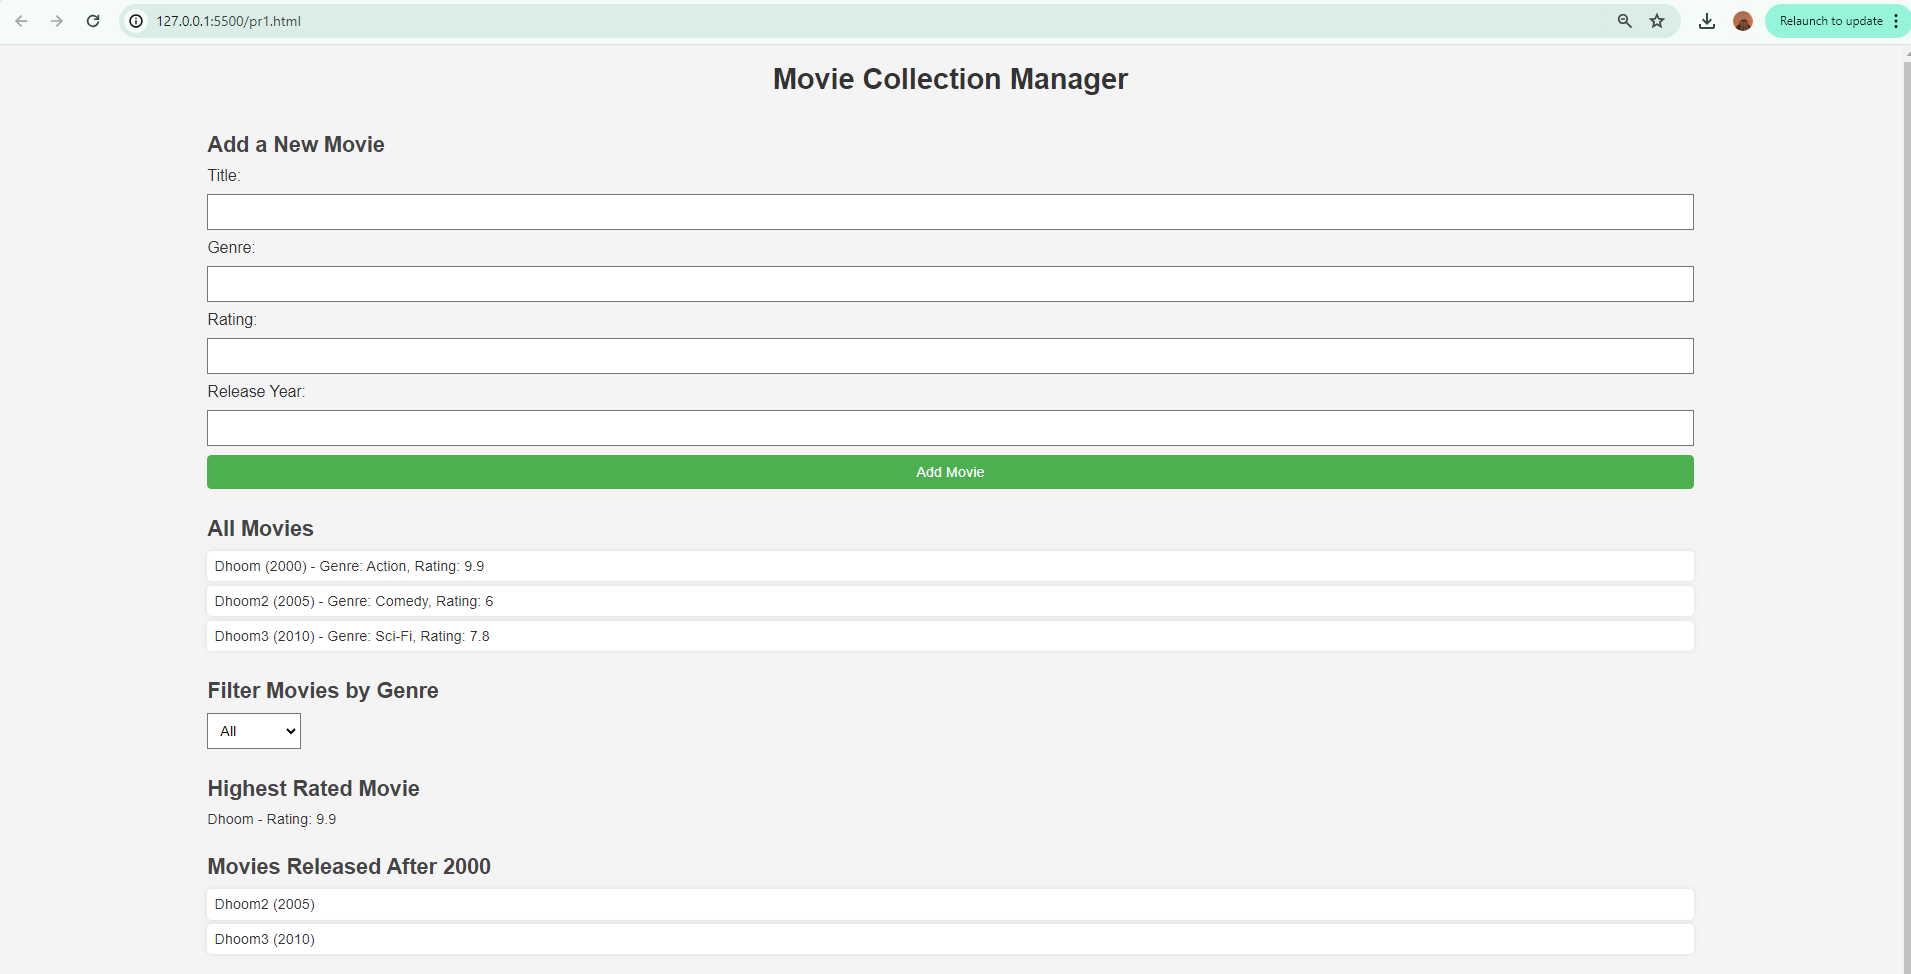 127.0.0.1:5500/pr1.html
Relaunch to update
Movie Collection Manager
Add a New Movie
Title:
Genre:
Rating:
Release Year:
Add Movie
All Movies
Dhoom (2000) - Genre: Action, Rating: 9.9
Dhoom2 (2005) - Genre: Comedy, Rating: 6
Dhoom3 (2010) - Genre: Sci-Fi, Rating: 7.8
Filter Movies by Genre
All
Highest Rated Movie
Dhoom - Rating: 9.9
Movies Released After 2000
Dhoom2 (2005)
Dhoom3 (2010)